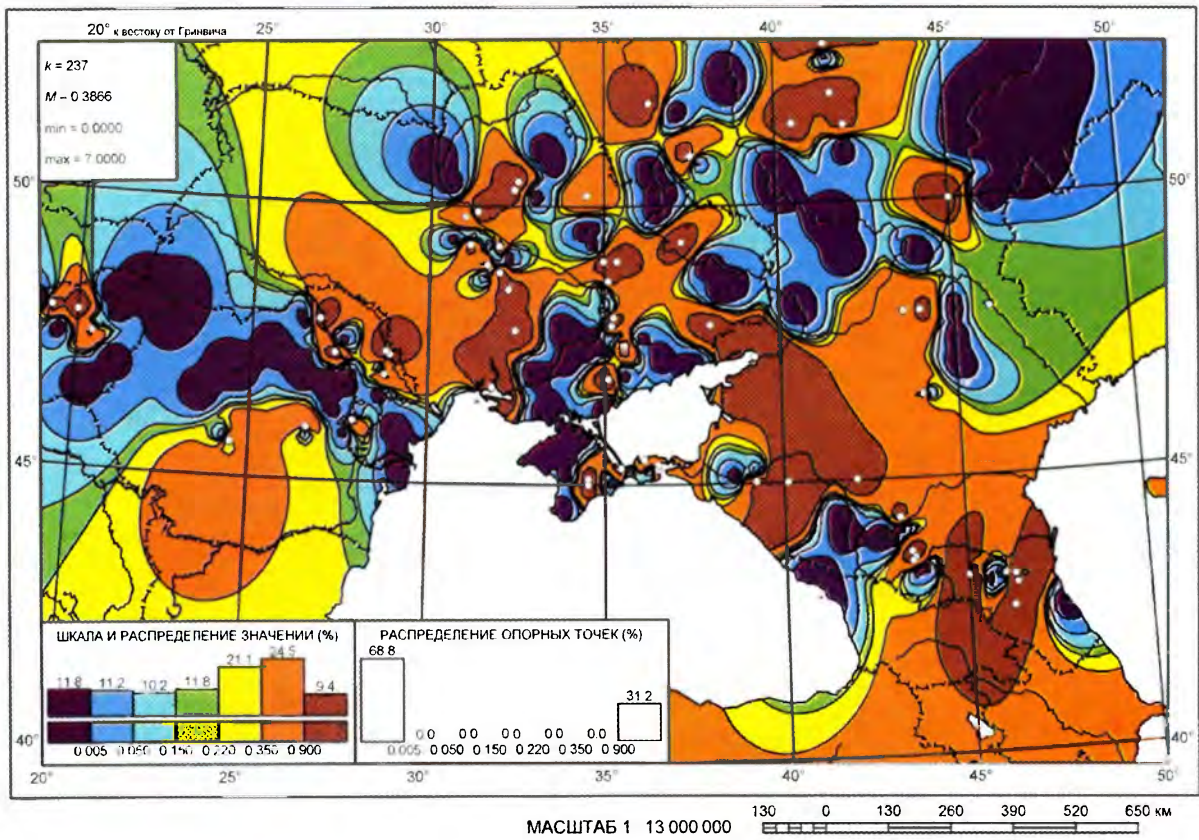 20° к востоку от Гринвича 25° 30° 35° 40° 45° 50°
k = 237
M – 0.3866
min = 0.0000
max = 7.0000
50° 50°
45° 45°
40° 40°
ШКАЛА И РАСПРЕДЕЛЕНИЕ ЗНАЧЕНИИ (%)
11.8 11.2 10.2 11.8 21.1 24.5 9.4
0.005 0.050 0.150 0.220 0.350 0.900
РАСПРЕДЕЛЕНИЕ ОПОРНЫХ ТОЧЕК (%)
68.8 0 0 0 0 0 0 0 0 0 0 31.2
0.005 0.050 0.150 0.220 0.350 0.900
20° 25° 30° 35° 40° 45° 50°
МАСШТАБ 1 13 000 000
130 0 130 260 390 520 650 км